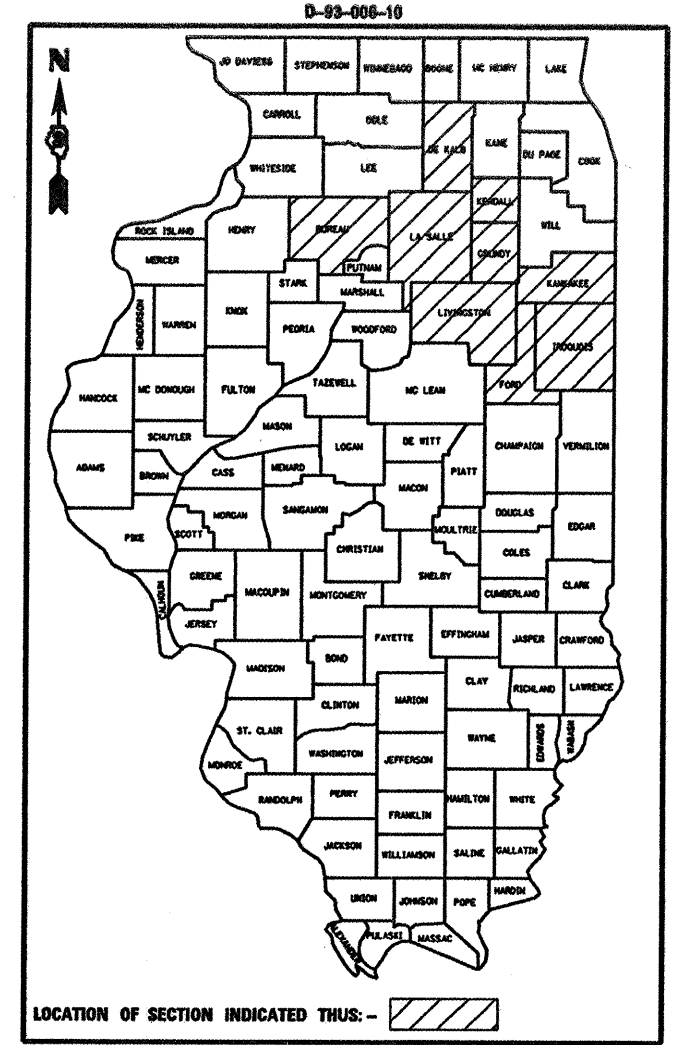 D-93-006-10
N
JO DAVIESS STEPHENSON WINNEBAGO BOONE MC HENRY LAKE
CARROLL OGLE DE KALB KANE DU PAGE COOK
WHITESIDE LEE
KENDALL
ROCK ISLAND HENRY BUREAU LA SALLE GRUNDY WILL
MERCER PUTNAM KANKAKEE
STARK MARSHALL
HENDERSON WARREN KNOX PEORIA WOODFORD LIVINGSTON IROQUOIS
HANCOCK MC DONOUGH FULTON TAZEWELL MC LEAN FORD
MASON
SCHUYLER LOGAN DE WITT CHAMPAIGN VERMILION
ADAMS BROWN CASS MENARD PIATT
MACON
MORGAN SANGAMON DOUGLAS
PIKE SCOTT MOULTRIE EDGAR
CHRISTIAN COLES
GREENE SHELBY
CALHOUN MACOUPIN MONTGOMERY CUMBERLAND CLARK
JERSEY
FAYETTE EFFINGHAM JASPER CRAWFORD
MADISON BOND
CLAY RICHLAND LAWRENCE
CLINTON MARION
ST. CLAIR WAYNE EDWARDS WABASH
WASHINGTON JEFFERSON
MONROE
RANDOLPH PERRY HAMILTON WHITE
FRANKLIN
JACKSON WILLIAMSON SALINE GALLATIN
UNION JOHNSON POPE HARDIN
ALEXANDER PULASKI MASSAC
LOCATION OF SECTION INDICATED THUS:-